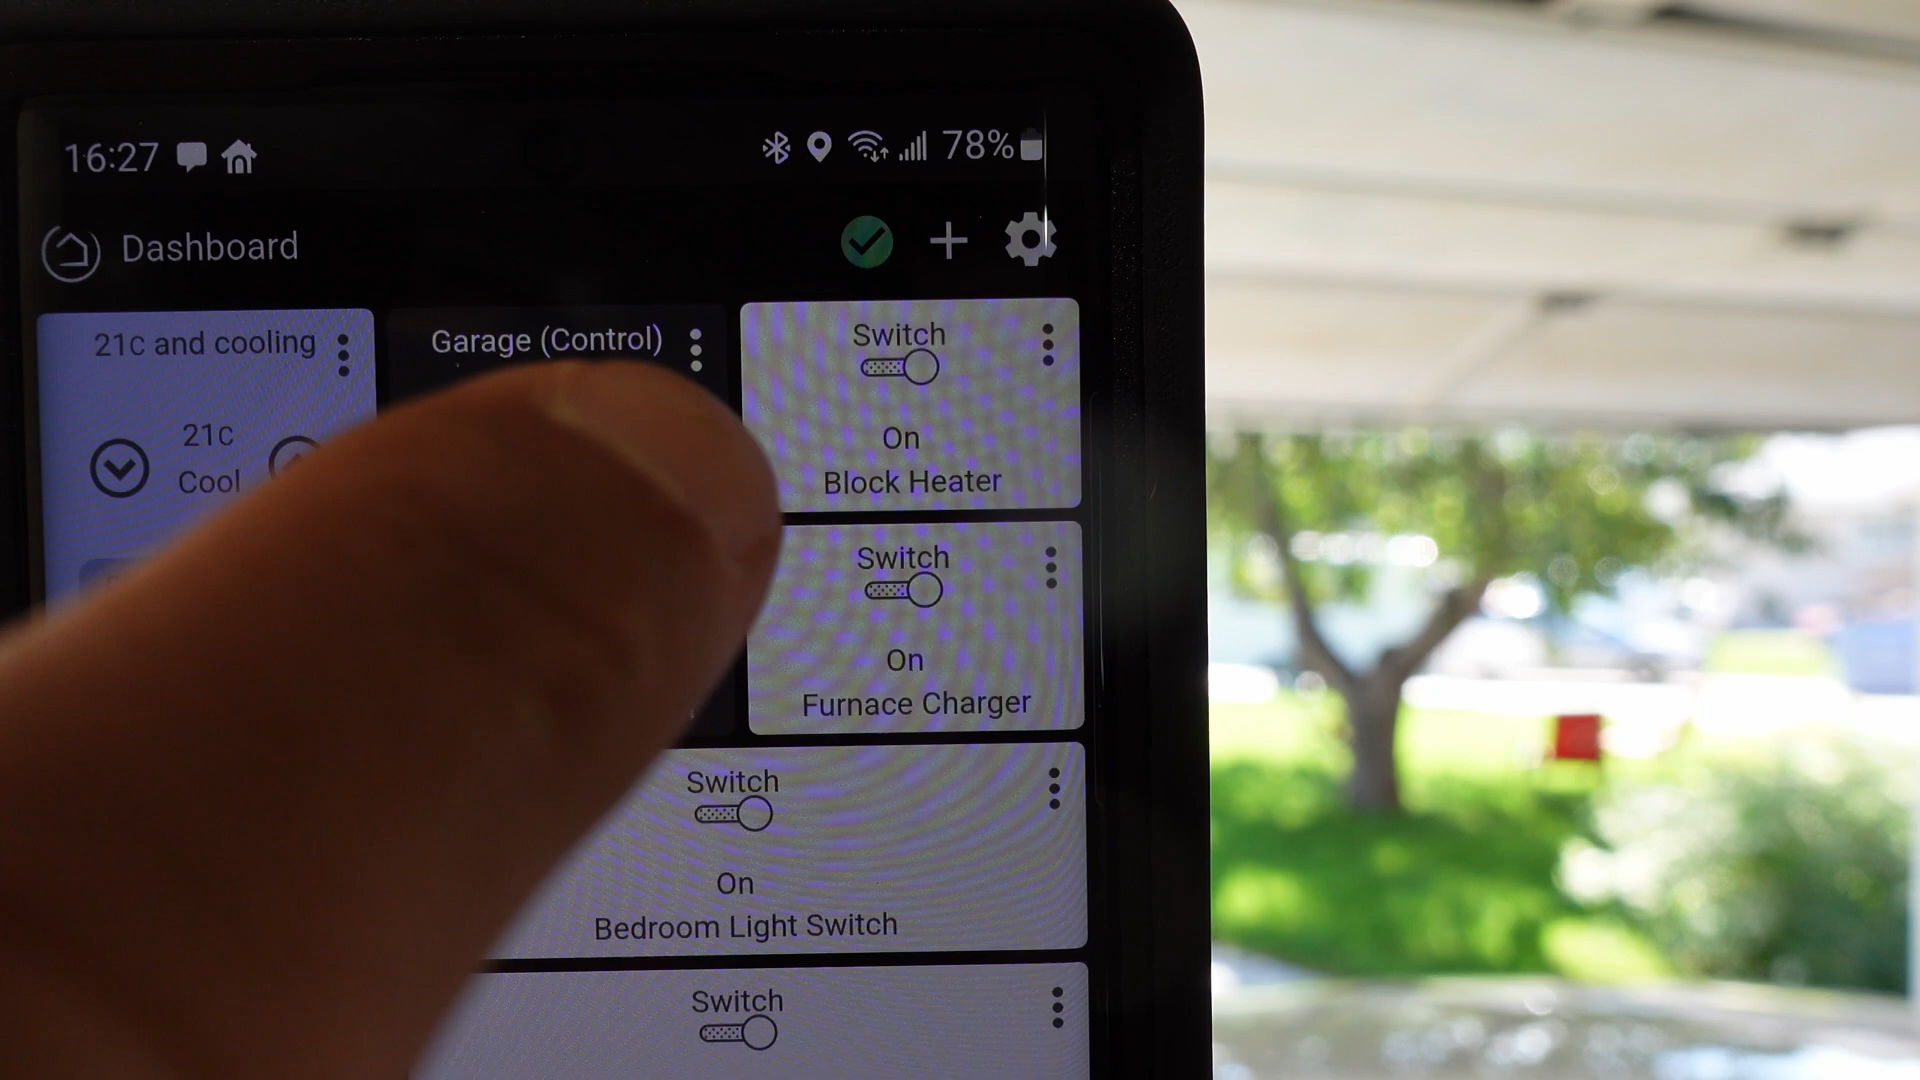 16:27
78%
Dashboard
21c and cooling
21c
Cool
Garage (Control)
Switch
On
Block Heater
Switch
On
Furnace Charger
Switch
On
Bedroom Light Switch
Switch